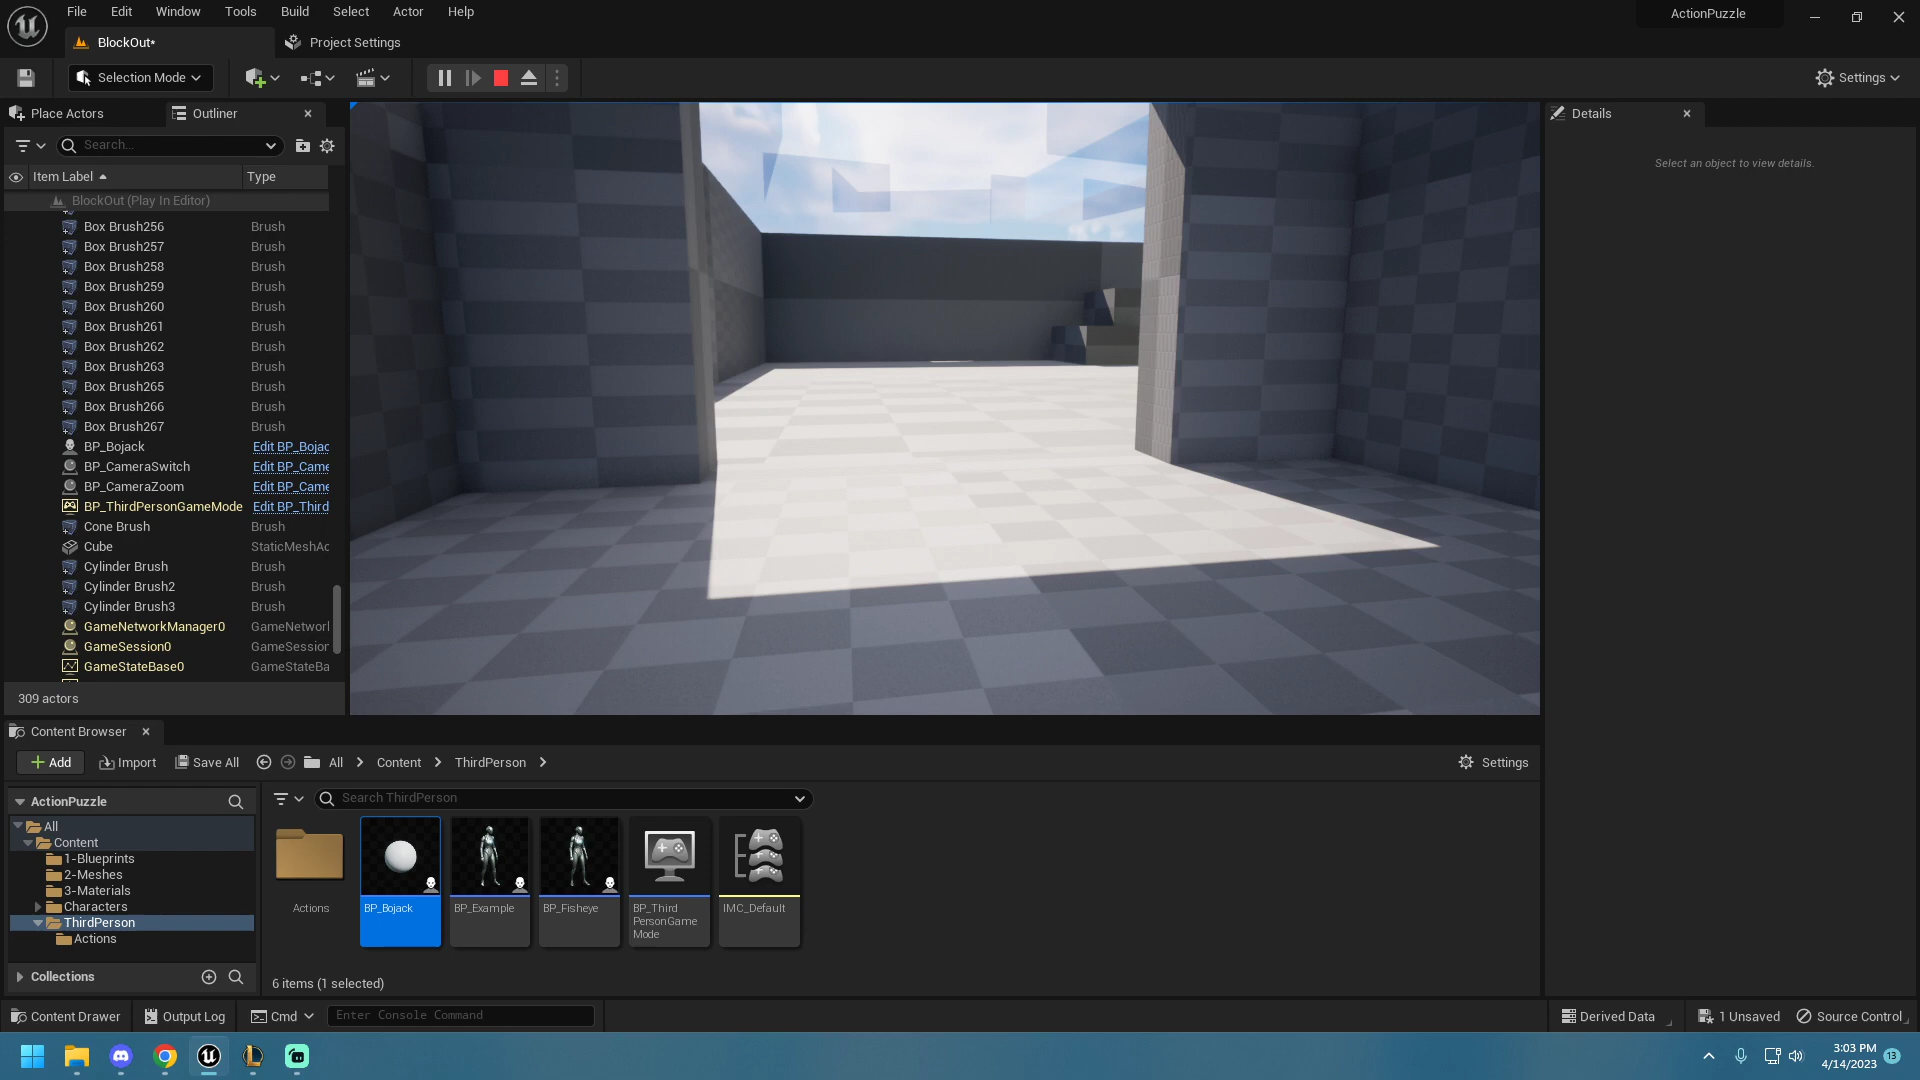 File Edit Window Tools Build Select Actor Help
ActionPuzzle
BlockOut*
Project Settings
Selection Mode
Settings
Place Actors
Outliner
Details
Search...
Select an object to view details.
Item Label Type
BlockOut (Play In Editor)
Box Brush256 Brush
Box Brush257 Brush
Box Brush258 Brush
Box Brush259 Brush
Box Brush260 Brush
Box Brush261 Brush
Box Brush262 Brush
Box Brush263 Brush
Box Brush265 Brush
Box Brush266 Brush
Box Brush267 Brush
BP_Bojack Edit BP_Bojac
BP_CameraSwitch Edit BP_Came
BP_CameraZoom Edit BP_Came
BP_ThirdPersonGameMode Edit BP_Third
Cone Brush Brush
Cube StaticMeshAc
Cylinder Brush Brush
Cylinder Brush2 Brush
Cylinder Brush3 Brush
GameNetworkManager0 GameNetworl
GameSession0 GameSession
GameStateBase0 GameStateBa
309 actors
Content Browser
Add Import Save All All Content ThirdPerson
Settings
ActionPuzzle
Search ThirdPerson
All
Content
1-Blueprints
2-Meshes
3-Materials
Characters
ThirdPerson
Actions
Collections
Actions
BP_Bojack
BP_Example
BP_Fisheye
BP_Third
PersonGame
Mode
IMC_Default
6 items (1 selected)
Content Drawer Output Log Cmd Enter Console Command
Derived Data 1 Unsaved Source Control
3:03 PM
4/14/2023
13